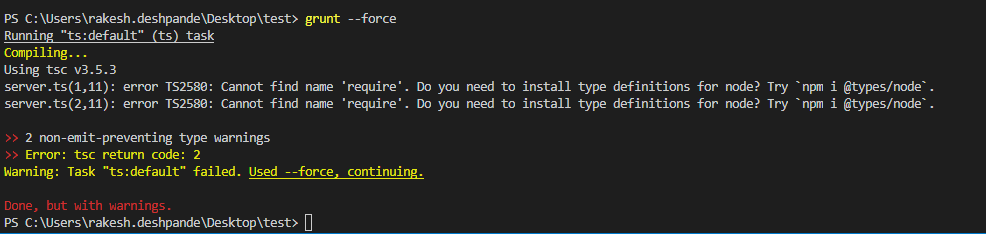 PS C:\Users\rakesh.deshpande\Desktop\test> grunt --force
Running "ts:default" (ts) task
Compiling...
Using tsc v3.5.3
server.ts(1,11): error TS2580: Cannot find name 'require'. Do you need to install type definitions for node? Try `npm i @types/node`.
server.ts(2,11): error TS2580: Cannot find name 'require'. Do you need to install type definitions for node? Try `npm i @types/node`.
>> 2 non-emit-preventing type warnings
>> Error: tsc return code: 2
Warning: Task "ts:default" failed. Used --force, continuing.
Done, but with warnings.
PS C:\Users\rakesh.deshpande\Desktop\test>